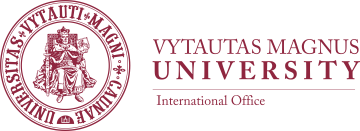 UNIVERSITAS • VYTAUTI • MAGNI • CAUNAE
VYTAUTAS MAGNUS
UNIVERSITY
International Office